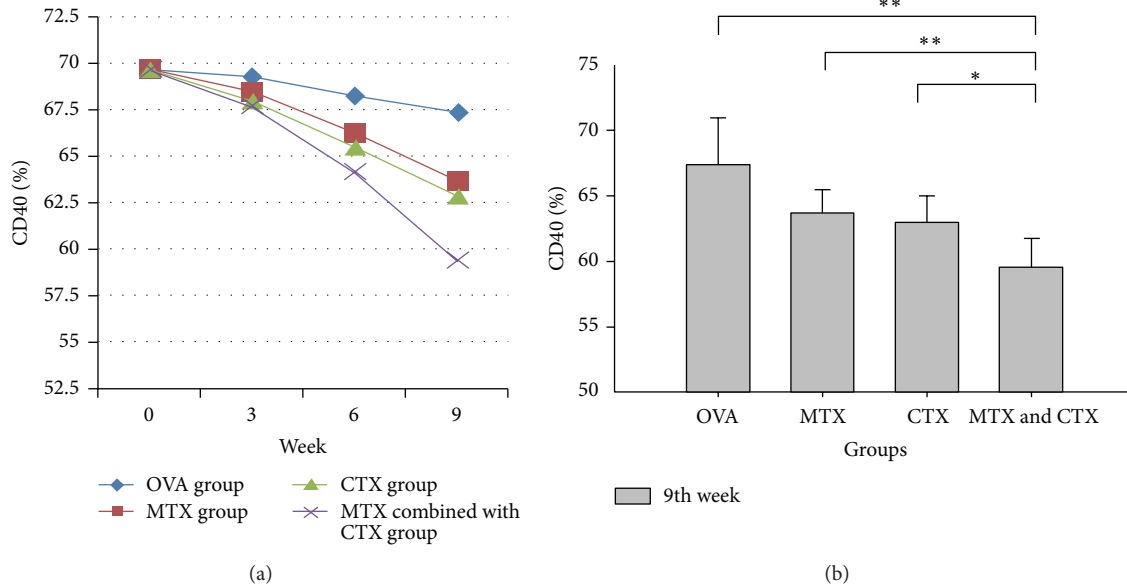 72.5
70
67.5
65
62.5
60
57.5
55
52.5
CD40 (%)
0 3 6 9
Week
OVA group
MTX group
CTX group
MTX combined with
CTX group
(a)
**
**
*
75
70
65
60
55
50
CD40 (%)
OVA MTX CTX MTX and CTX
Groups
9th week
(b)